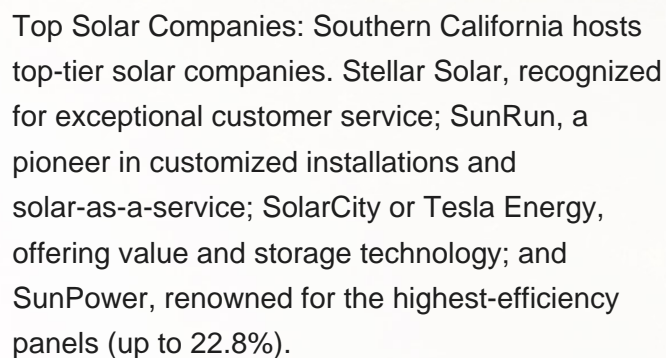 Top Solar Companies: Southern California hosts
top-tier solar companies. Stellar Solar, recognized
for exceptional customer service; SunRun, a
pioneer in customized installations and
solar-as-a-service; SolarCity or Tesla Energy,
offering value and storage technology; and
SunPower, renowned for the highest-efficiency
panels (up to 22.8%).